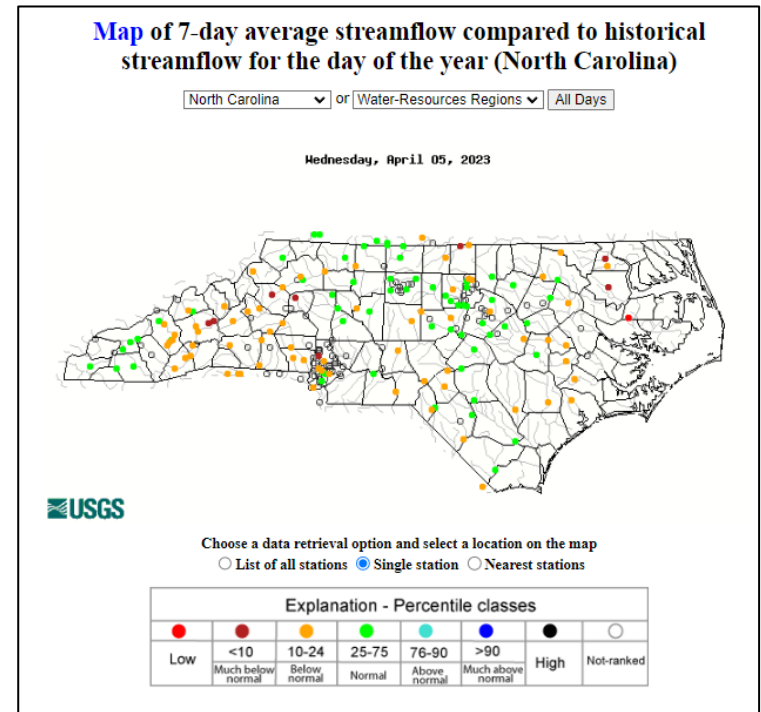 Map of 7-day average streamflow compared to historical
streamflow for the day of the year (North Carolina)
North Carolina or Water-Resources Regions All Days
Wednesday, April 05, 2023
USGS
Choose a data retrieval option and select a location on the map
List of all stations Single station Nearest stations
Explanation - Percentile classes
Low <10 10-24 25-75 76-90 >90 High Not-ranked
Much below normal Below normal Normal Above normal Much above normal